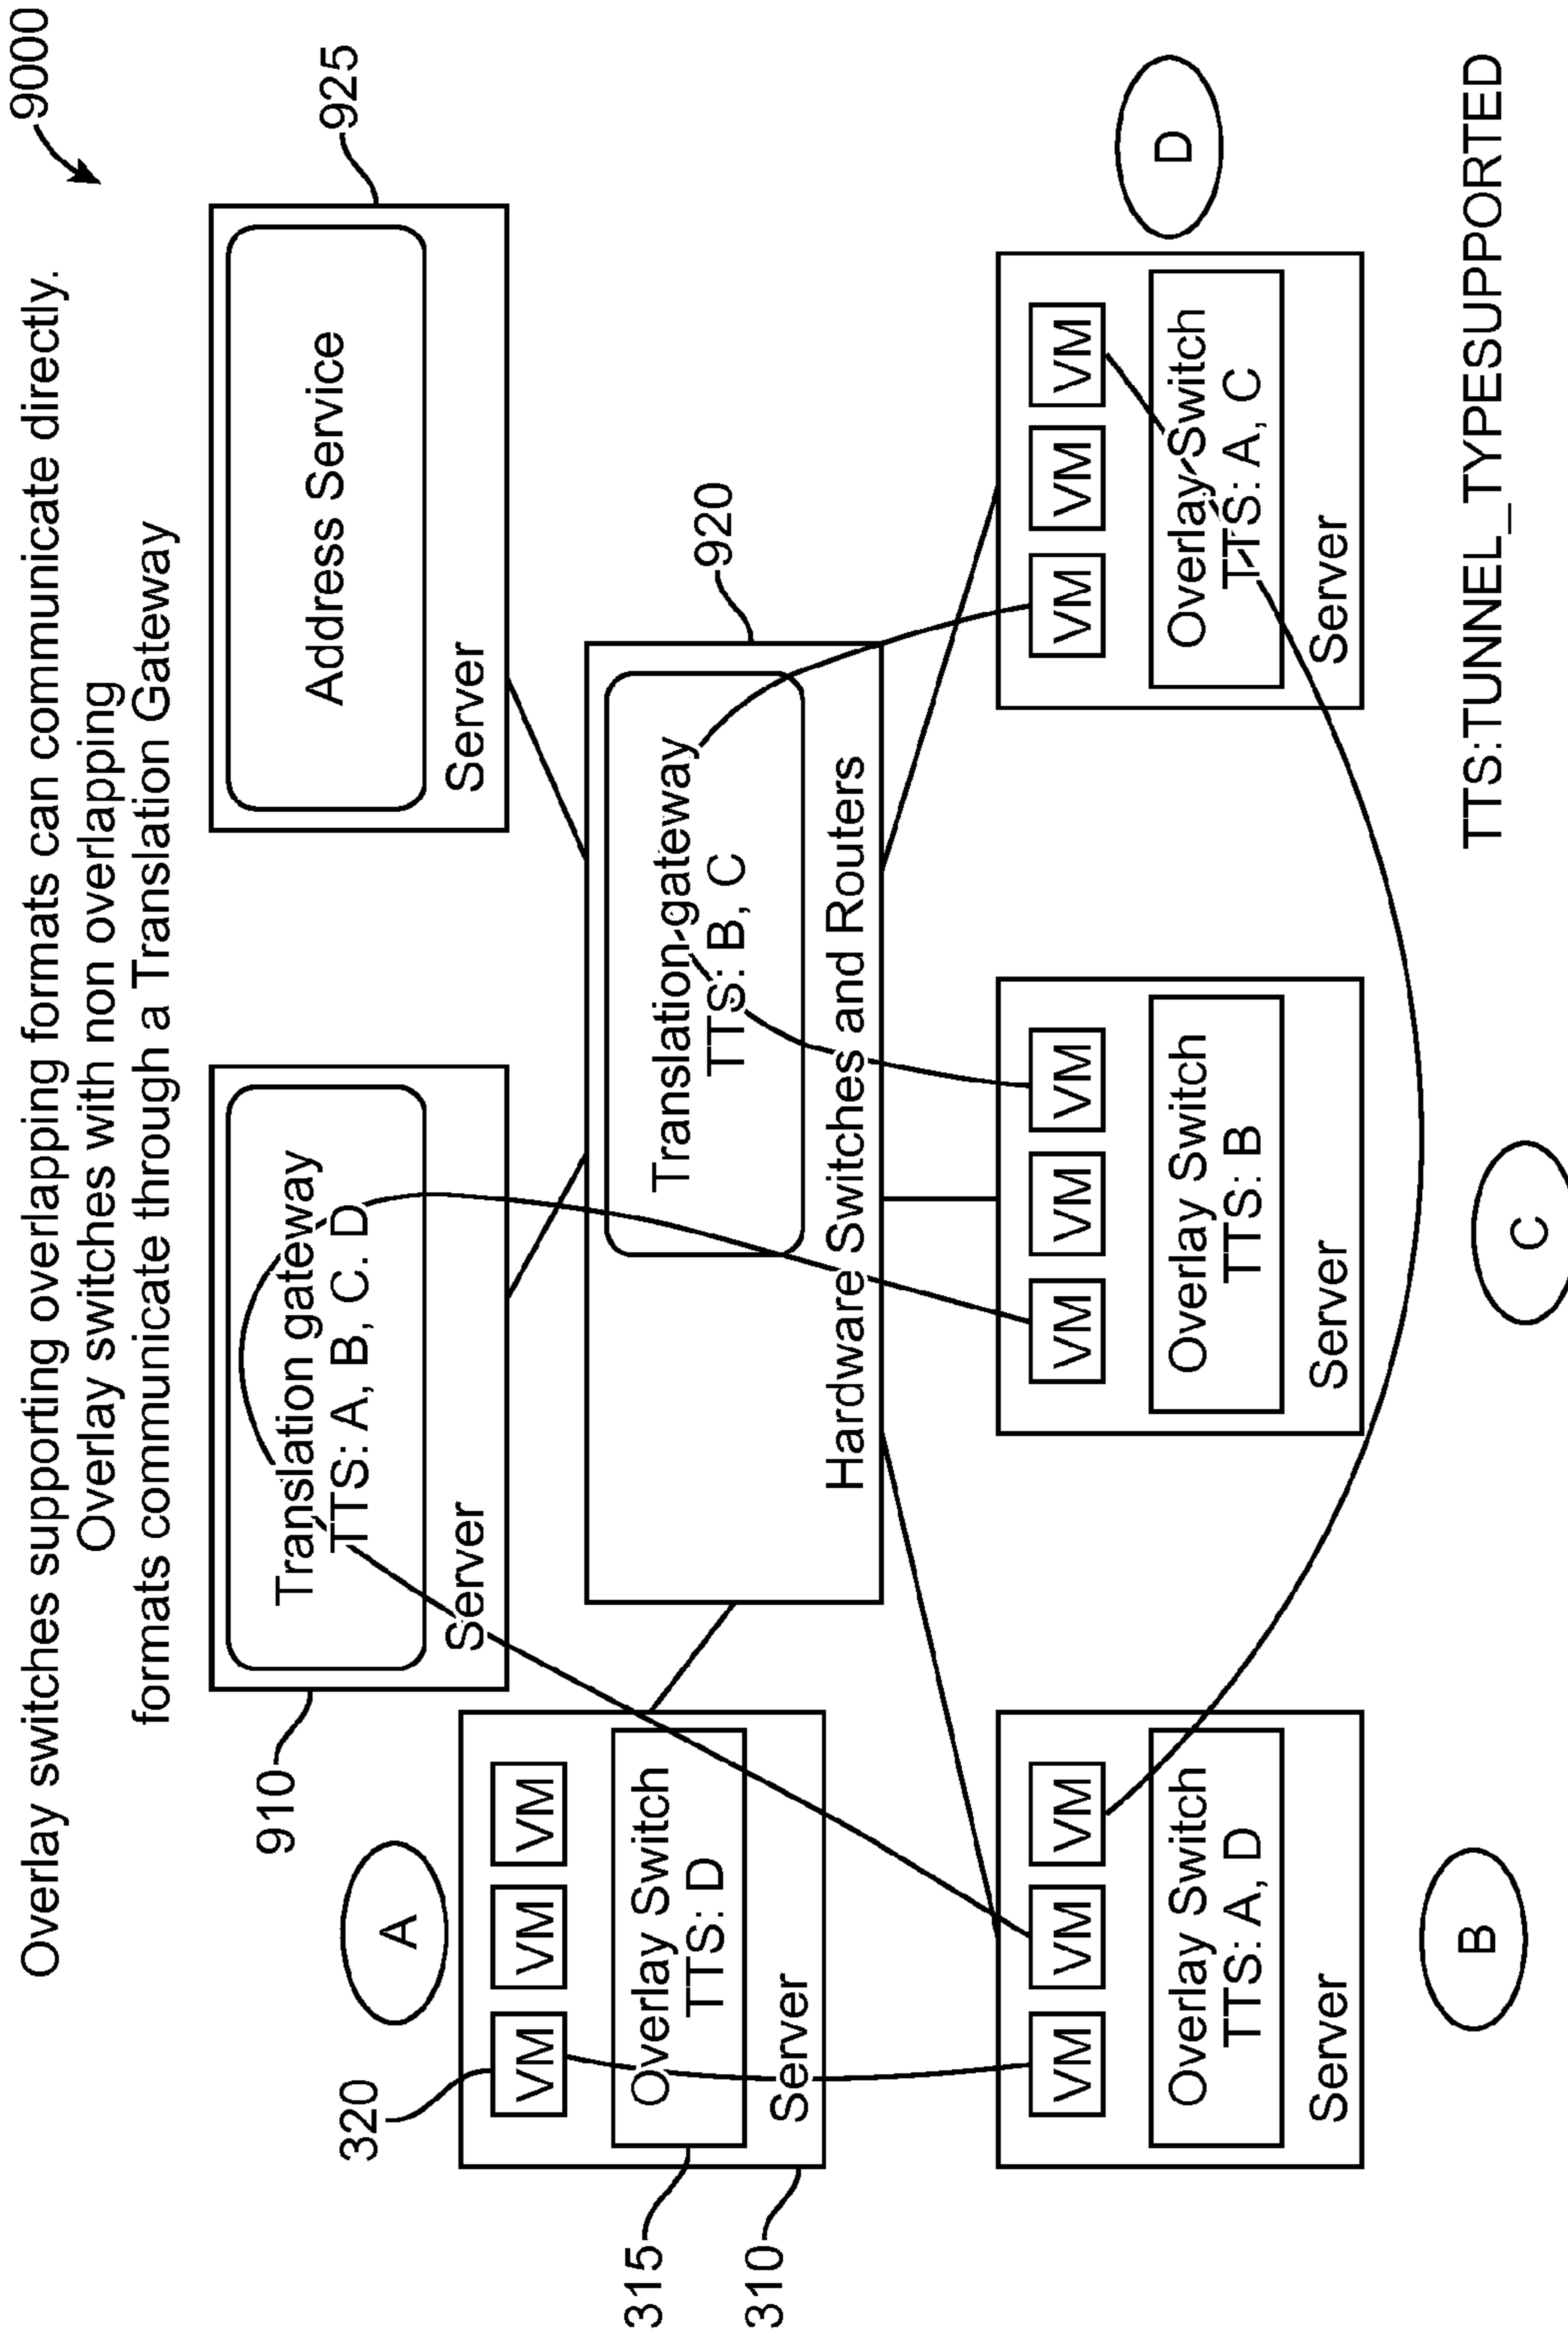 9000
Overlay switches supporting overlapping formats can communicate directly.
Overlay switches with non overlapping
formats communicate through a Translation Gateway
910
Translation gateway
TTS: A, B, C. D
Server
925
Address Service
Server
A
320
VM
VM
VM
315
Overlay Switch
TTS: D
310
Server
920
Translation gateway
TTS: B, C
Hardware Switches and Routers
VM
VM
VM
Overlay Switch
TTS: A, D
Server
B
VM
VM
VM
Overlay Switch
TTS: B
Server
C
VM
VM
VM
Overlay Switch
TTS: A, C
Server
D
TTS:TUNNEL_TYPESUPPORTED